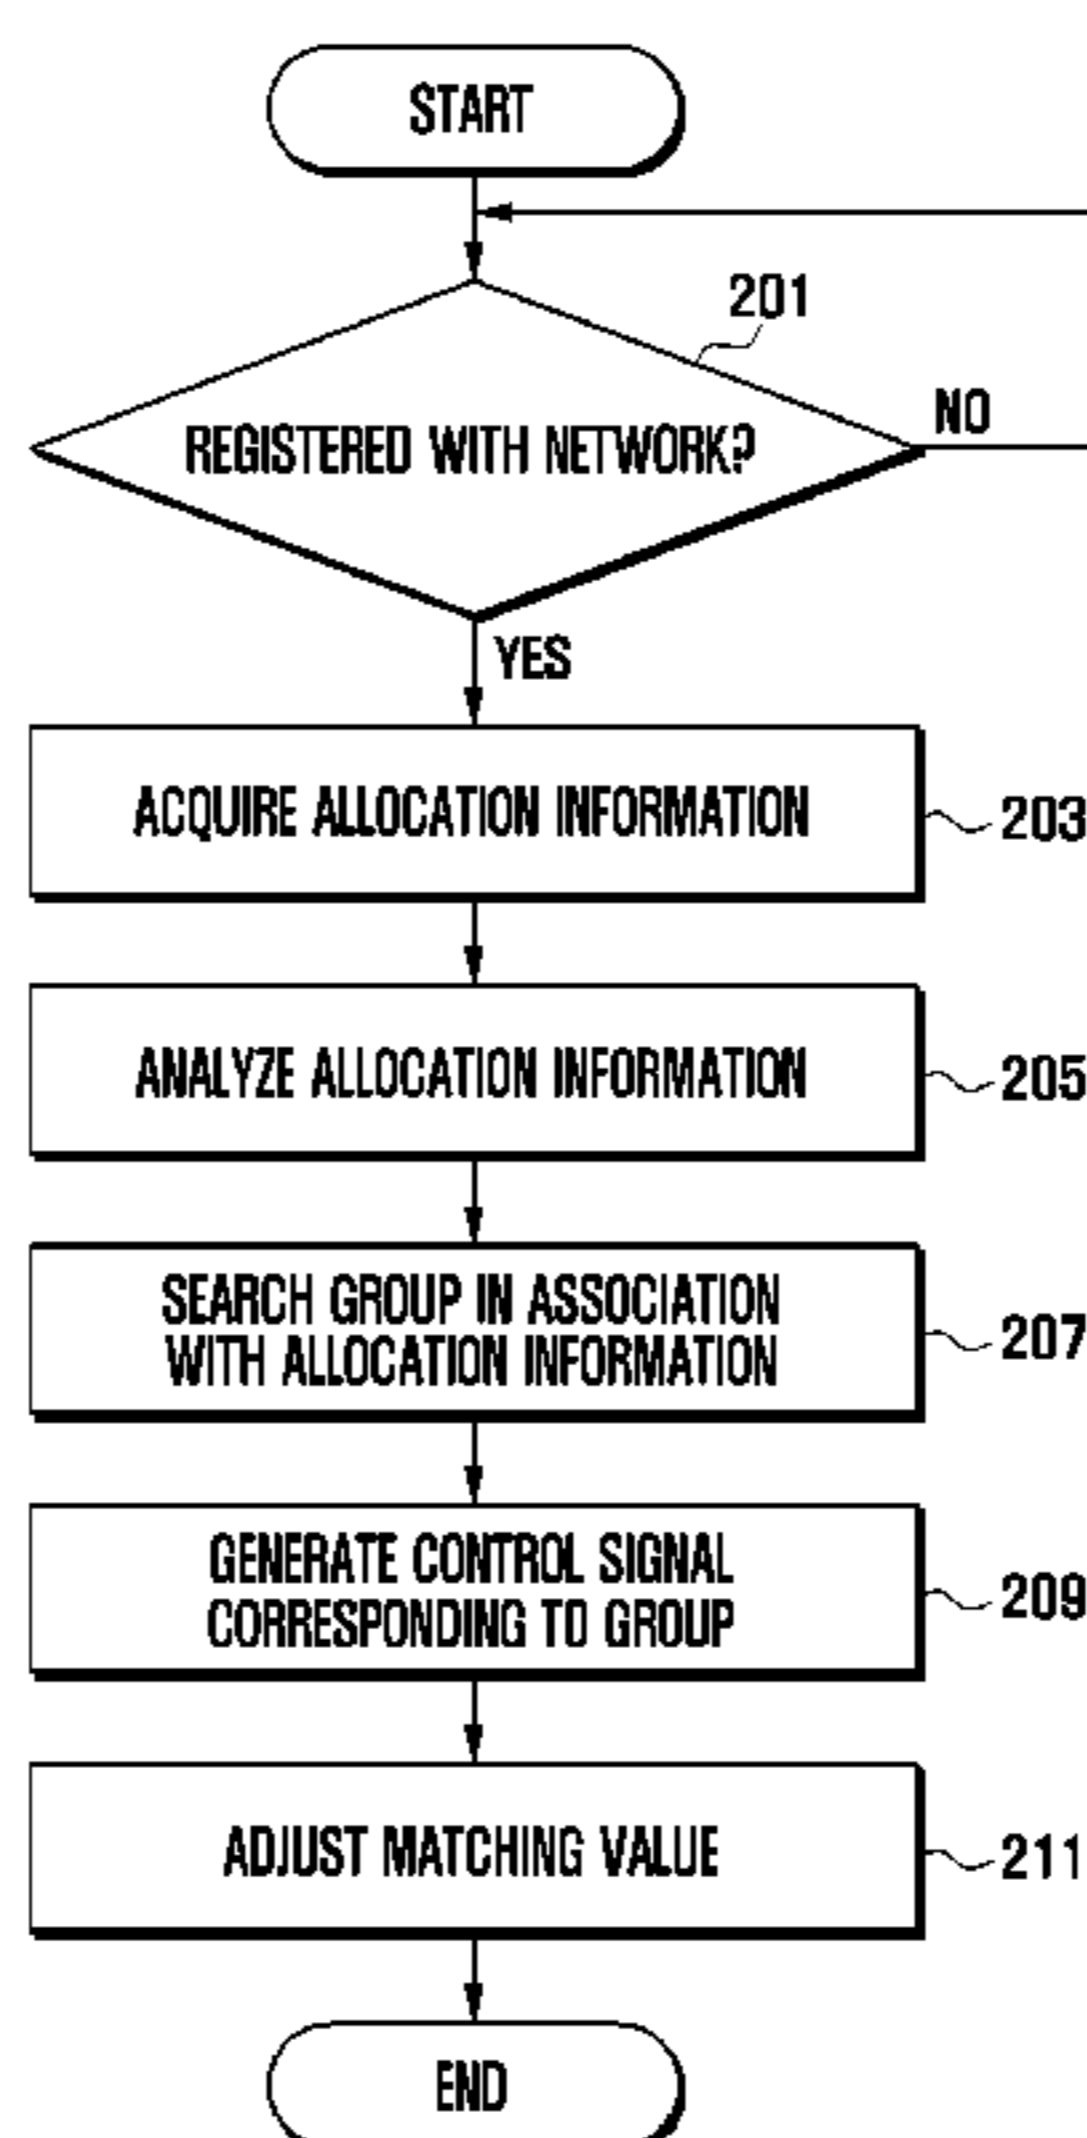 START
201
REGISTERED WITH NETWORK?
NO
YES
ACQUIRE ALLOCATION INFORMATION
203
ANALYZE ALLOCATION INFORMATION
205
SEARCH GROUP IN ASSOCIATION
WITH ALLOCATION INFORMATION
207
GENERATE CONTROL SIGNAL
CORRESPONDING TO GROUP
209
ADJUST MATCHING VALUE
211
END